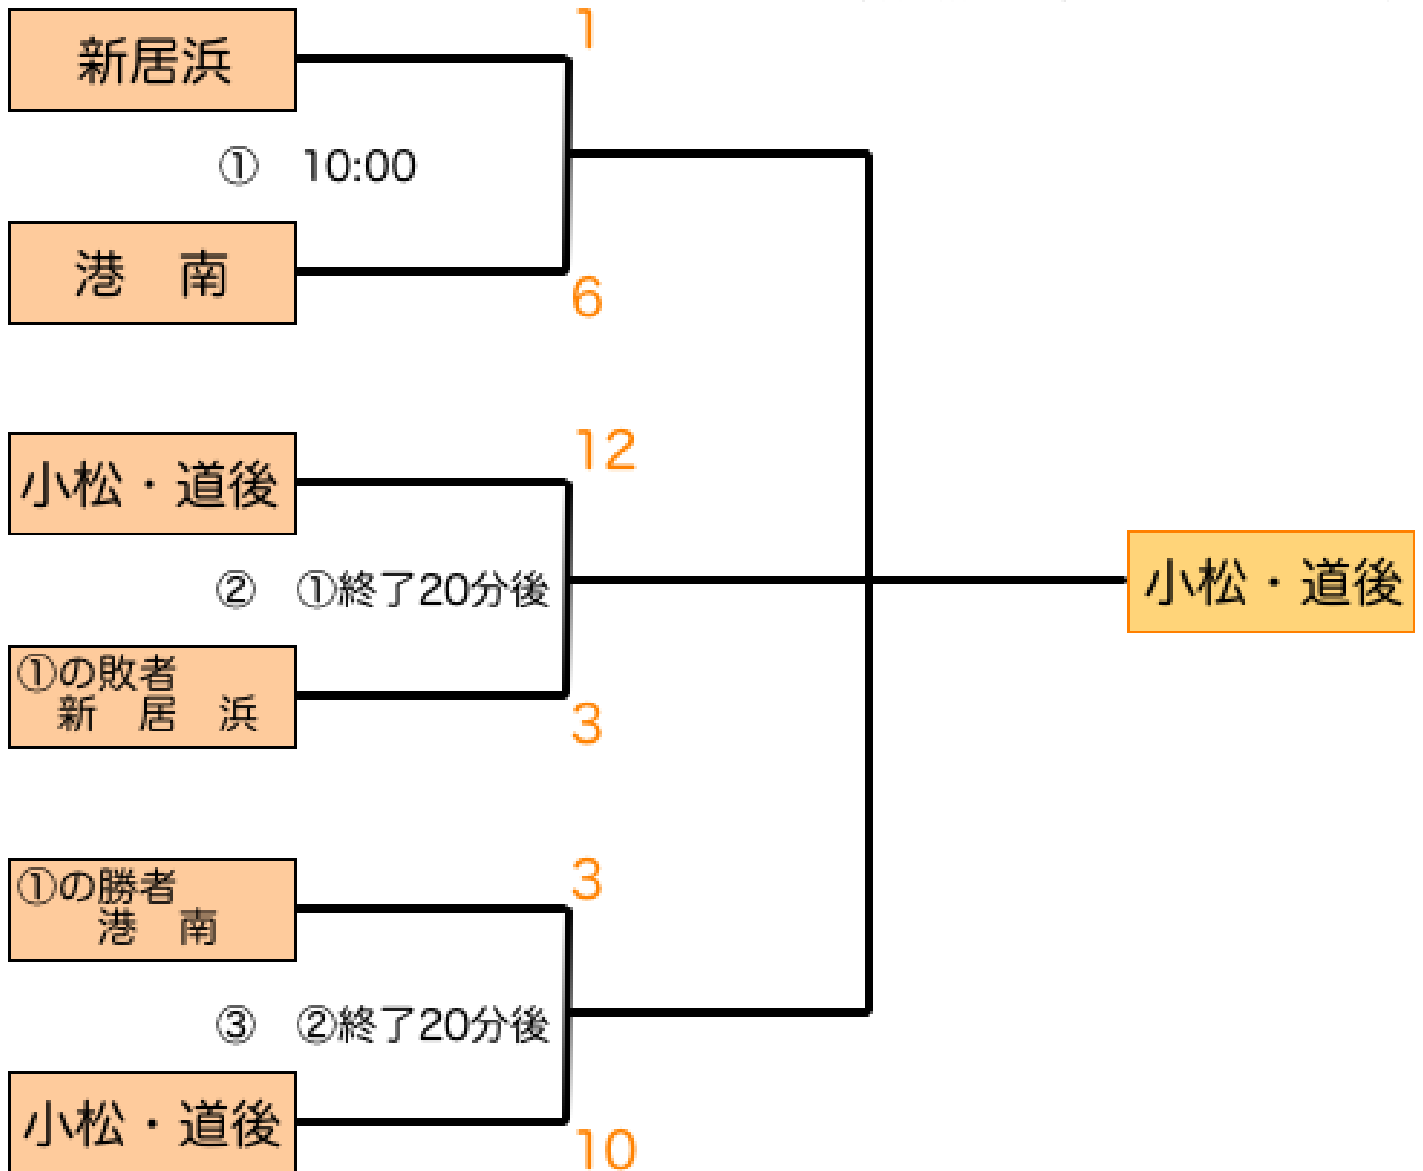 新居浜
1
① 10:00
港 南
6
小松・道後
12
② ①終了20分後
①の敗者
新 居 浜
3
①の勝者
港 南
3
③ ②終了20分後
小松・道後
10
小松・道後